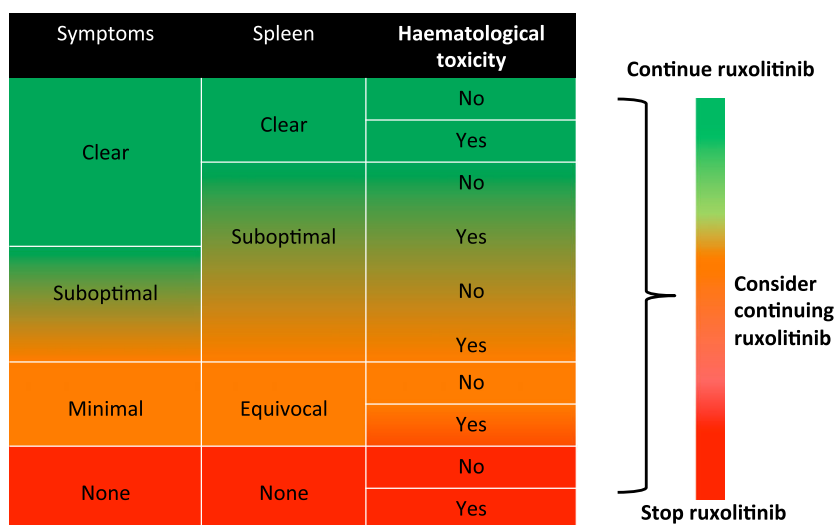 Symptoms
Spleen
Haematological
toxicity
Clear
Clear
No
Yes
Suboptimal
No
Yes
Suboptimal
No
Yes
Minimal
Equivocal
No
Yes
None
None
No
Yes
Continue ruxolitinib
Consider
continuing
ruxolitinib
Stop ruxolitinib